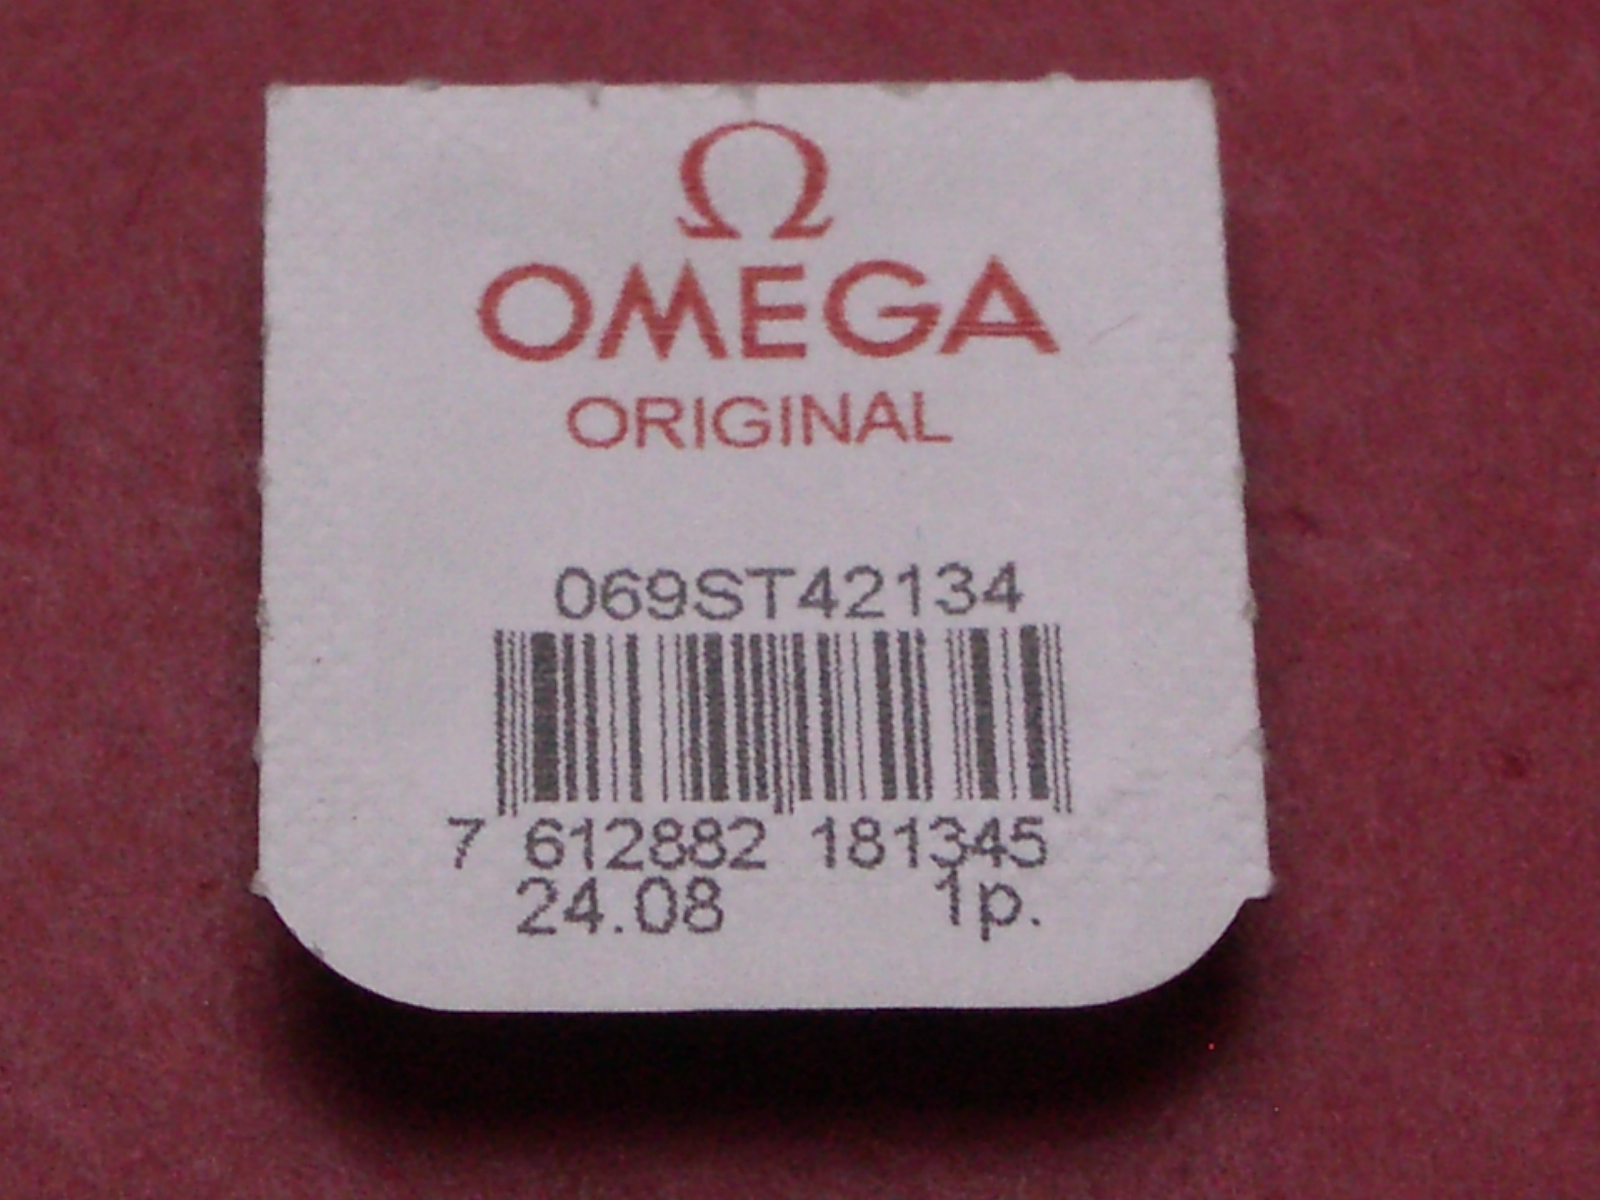 Ω
OMEGA
ORIGINAL
069ST42134
7 612882 181345
24.08 1p.